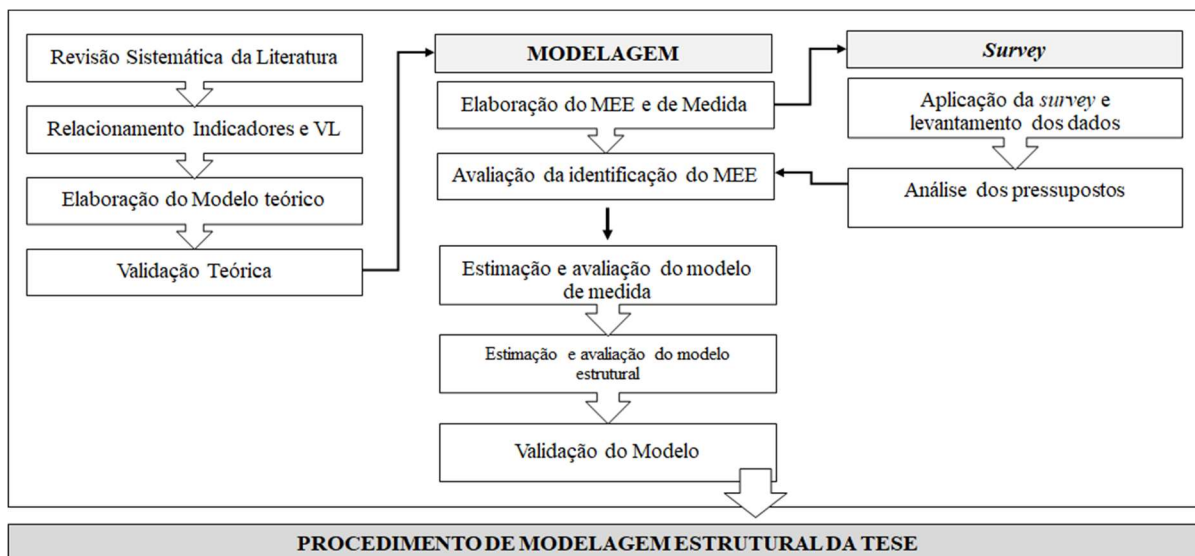 Revisão Sistemática da Literatura
Relacionamento Indicadores e VL
Elaboração do Modelo teórico
Validação Teórica
MODELAGEM
Elaboração do MEE e de Medida
Avaliação da identificação do MEE
Estimação e avaliação do modelo
de medida
Estimação e avaliação do modelo
estrutural
Validação do Modelo
Survey
Aplicação da survey e
levantamento dos dados
Análise dos pressupostos
PROCEDIMENTO DE MODELAGEM ESTRUTURAL DA TESE